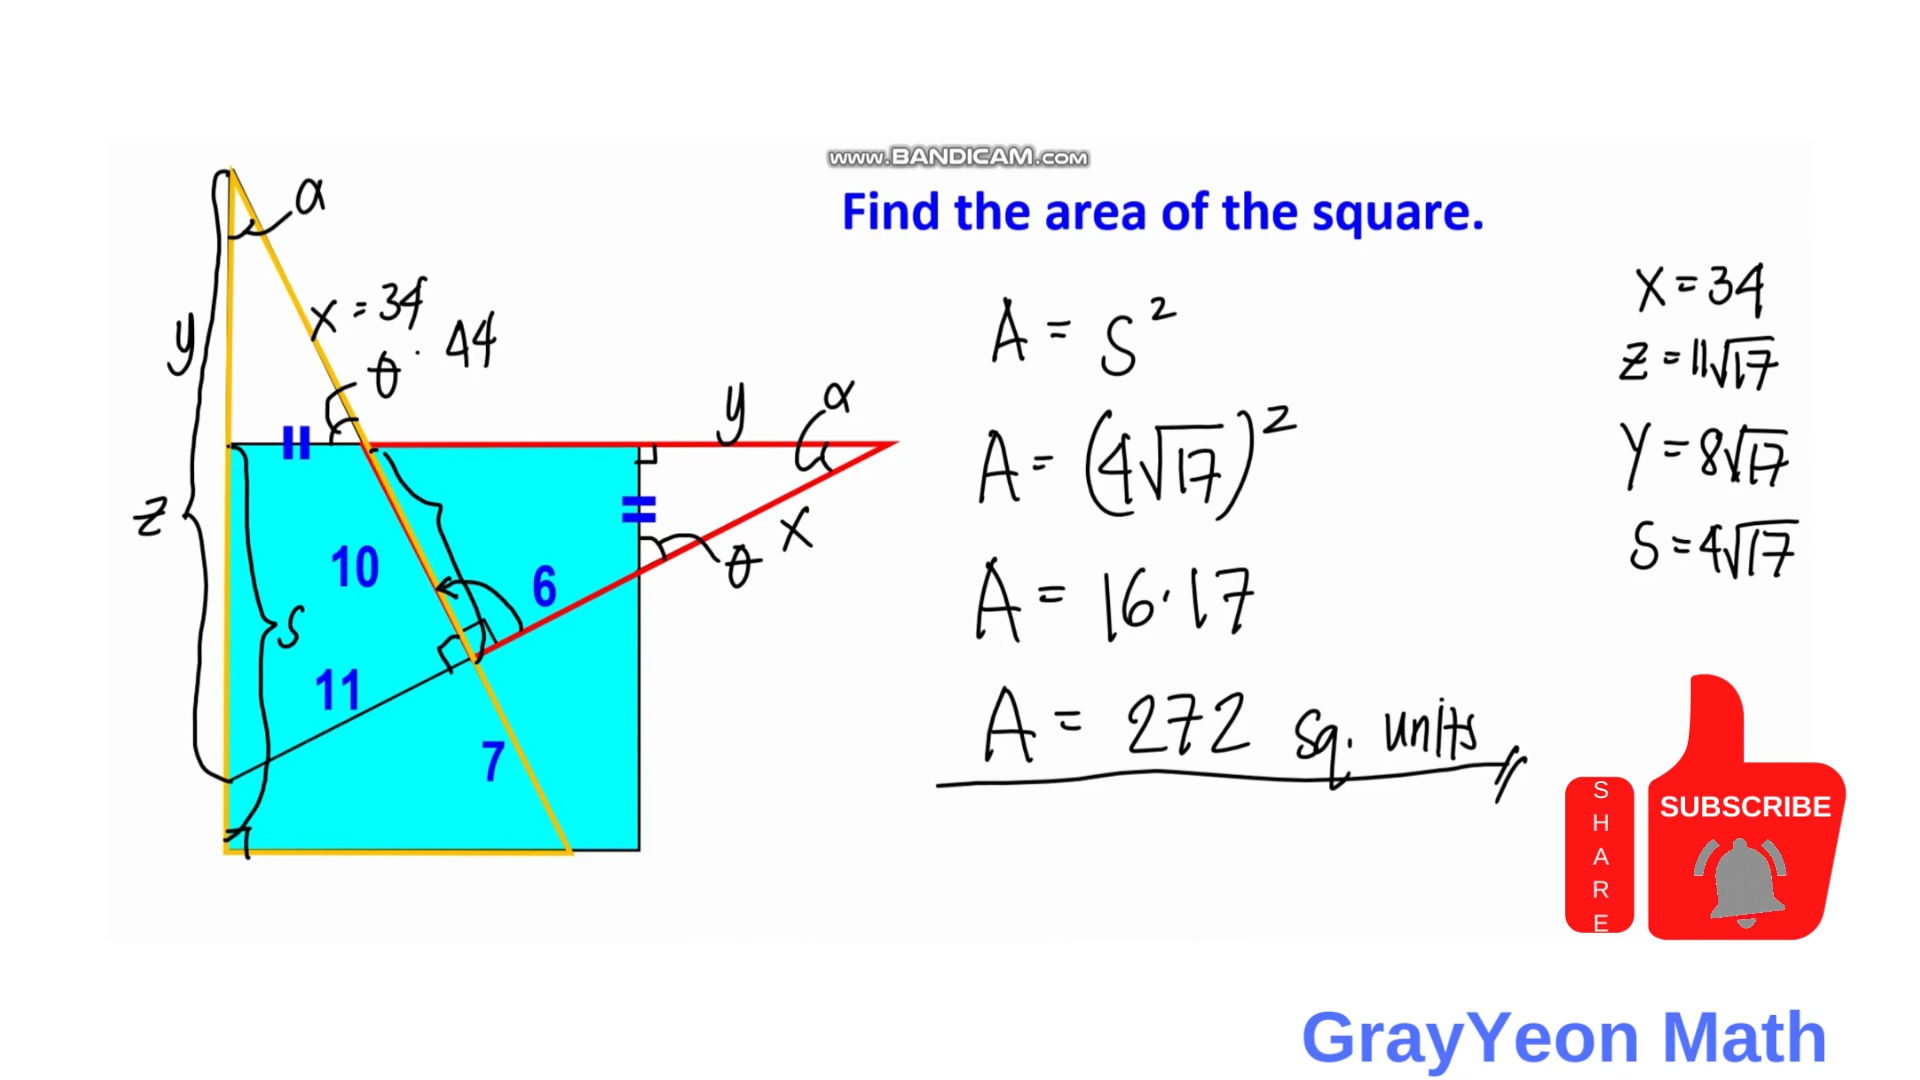 www.BANDICAM.com
Find the area of the square.
α
y
x = 34
θ · 44
z
y
α
x
θ
10
6
S
11
7
A = S²
A = (4√17)²
A = 16·17
A = 272 sq. units
X = 34
Z = 11√17
Y = 8√17
S = 4√17
SHARE
SUBSCRIBE
GrayYeon Math